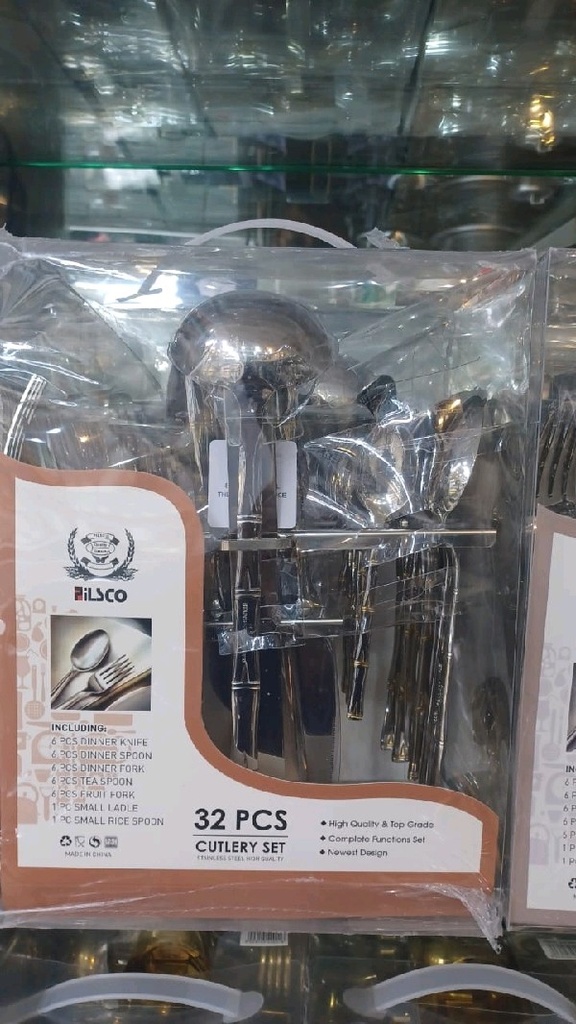 HiLSCO
INCLUDING:
6 PCS DINNER KNIFE
6 PCS DINNER SPOON
6 PCS DINNER FORK
6 PCS TEA SPOON
6 PCS FRUIT FORK
1 PC SMALL LADLE
1 PC SMALL RICE SPOON
MADE IN CHINA
32 PCS
CUTLERY SET
STAINLESS STEEL HIGH QUALITY
High Quality & Top Grade
Complete Functions Set
Newest Design